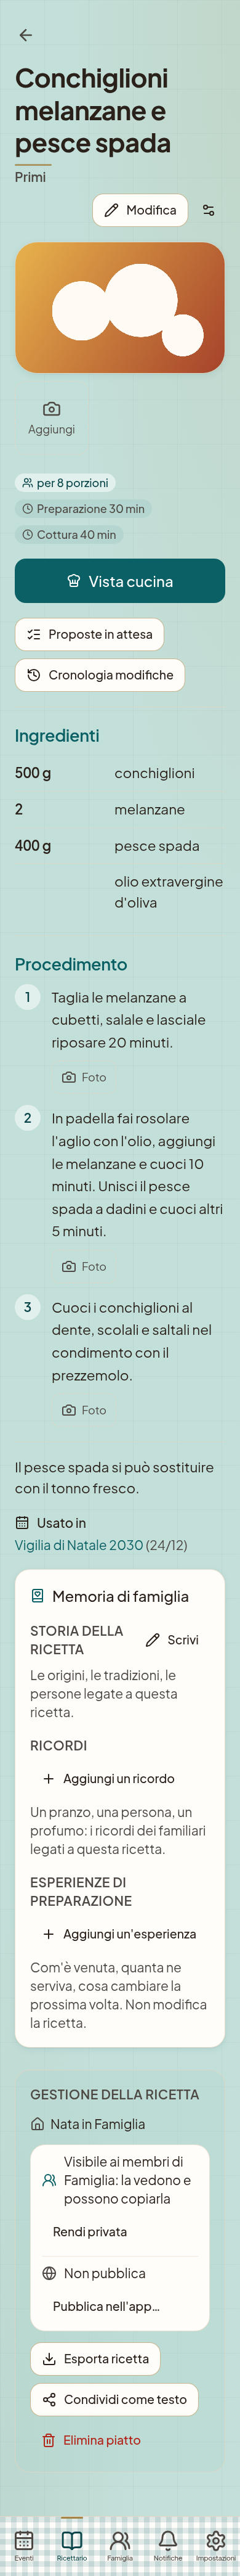 Conchiglioni
melanzane e
pesce spada
Primi
Modifica
Aggiungi
per 8 porzioni
Preparazione 30 min
Cottura 40 min
Vista cucina
Proposte in attesa
Cronologia modifiche
Ingredienti
500 g conchiglioni
2 melanzane
400 g pesce spada
olio extravergine
d'oliva
Procedimento
1 Taglia le melanzane a
cubetti, salale e lasciale
riposare 20 minuti.
Foto
2 In padella fai rosolare
l'aglio con l'olio, aggiungi
le melanzane e cuoci 10
minuti. Unisci il pesce
spada a dadini e cuoci altri
5 minuti.
Foto
3 Cuoci i conchiglioni al
dente, scolali e saltali nel
condimento con il
prezzemolo.
Foto
Il pesce spada si può sostituire
con il tonno fresco.
Usato in
Vigilia di Natale 2030 (24/12)
Memoria di famiglia
STORIA DELLA
RICETTA
Scrivi
Le origini, le tradizioni, le
persone legate a questa
ricetta.
RICORDI
Aggiungi un ricordo
Un pranzo, una persona, un
profumo: i ricordi dei familiari
legati a questa ricetta.
ESPERIENZE DI
PREPARAZIONE
Aggiungi un'esperienza
Com'è venuta, quanta ne
serviva, cosa cambiare la
prossima volta. Non modifica
la ricetta.
GESTIONE DELLA RICETTA
Nata in Famiglia
Visibile ai membri di
Famiglia: la vedono e
possono copiarla
Rendi privata
Non pubblica
Pubblica nell'app…
Esporta ricetta
Condividi come testo
Elimina piatto
Eventi Ricettario Famiglia Notifiche Impostazioni